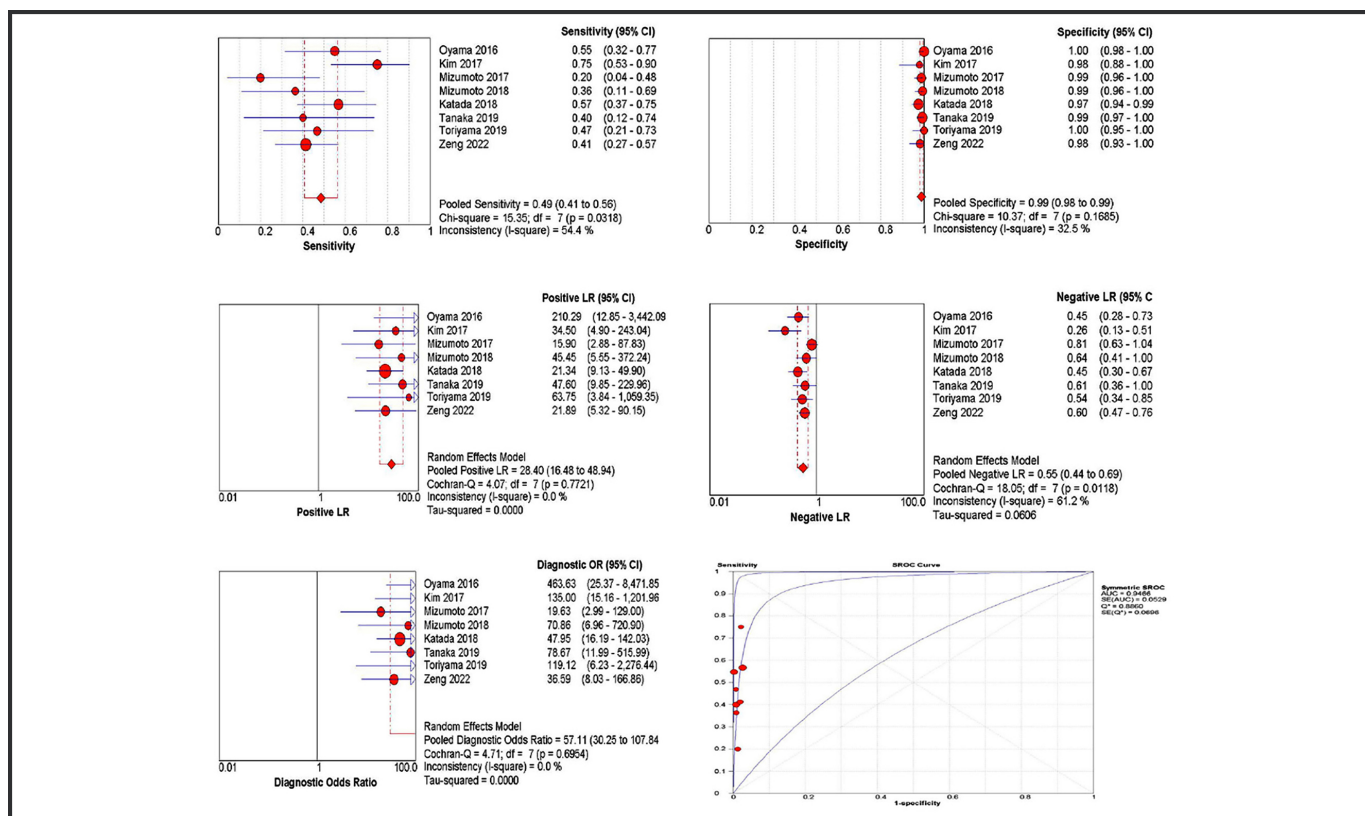 Sensitivity (95% CI)
Oyama 2016 0.55 (0.32 - 0.77)
Kim 2017 0.75 (0.53 - 0.90)
Mizumoto 2017 0.20 (0.04 - 0.48)
Mizumoto 2018 0.36 (0.11 - 0.69)
Katada 2018 0.57 (0.37 - 0.75)
Tanaka 2019 0.40 (0.12 - 0.74)
Toriyama 2019 0.47 (0.21 - 0.73)
Zeng 2022 0.41 (0.27 - 0.57)
Pooled Sensitivity = 0.49 (0.41 to 0.56)
Chi-square = 15.35; df = 7 (p = 0.0318)
Inconsistency (I-square) = 54.4 %
0 0.2 0.4 0.6 0.8 1
Sensitivity
Specificity (95% CI)
Oyama 2016 1.00 (0.98 - 1.00
Kim 2017 0.98 (0.88 - 1.00
Mizumoto 2017 0.99 (0.96 - 1.00
Mizumoto 2018 0.99 (0.96 - 1.00
Katada 2018 0.97 (0.94 - 0.99
Tanaka 2019 0.99 (0.97 - 1.00
Toriyama 2019 1.00 (0.95 - 1.00
Zeng 2022 0.98 (0.93 - 1.00
Pooled Specificity = 0.99 (0.98 to 0.99)
Chi-square = 10.37; df = 7 (p = 0.1685)
Inconsistency (I-square) = 32.5 %
0 0.2 0.4 0.6 0.8 1
Specificity
Positive LR (95% CI)
Oyama 2016 210.29 (12.85 - 3,442.09
Kim 2017 34.50 (4.90 - 243.04)
Mizumoto 2017 15.90 (2.88 - 87.83)
Mizumoto 2018 45.45 (5.55 - 372.24)
Katada 2018 21.34 (9.13 - 49.90)
Tanaka 2019 47.60 (9.85 - 229.96)
Toriyama 2019 63.75 (3.84 - 1,059.35)
Zeng 2022 21.89 (5.32 - 90.15)
Random Effects Model
Pooled Positive LR = 28.40 (16.48 to 48.94)
Cochran-Q = 4.07; df = 7 (p = 0.7721)
Inconsistency (I-square) = 0.0 %
Tau-squared = 0.0000
0.01 1 100.0
Positive LR
Negative LR (95% C
Oyama 2016 0.45 (0.28 - 0.73
Kim 2017 0.26 (0.13 - 0.51
Mizumoto 2017 0.81 (0.63 - 1.04
Mizumoto 2018 0.64 (0.41 - 1.00
Katada 2018 0.45 (0.30 - 0.67
Tanaka 2019 0.61 (0.36 - 1.00
Toriyama 2019 0.54 (0.34 - 0.85
Zeng 2022 0.60 (0.47 - 0.76
Random Effects Model
Pooled Negative LR = 0.55 (0.44 to 0.69)
Cochran-Q = 18.05; df = 7 (p = 0.0118)
Inconsistency (I-square) = 61.2 %
Tau-squared = 0.0606
0.01 1 100.0
Negative LR
Diagnostic OR (95% CI)
Oyama 2016 463.63 (25.37 - 8,471.85
Kim 2017 135.00 (15.16 - 1,201.96
Mizumoto 2017 19.63 (2.99 - 129.00)
Mizumoto 2018 70.86 (6.96 - 720.90)
Katada 2018 47.95 (16.19 - 142.03)
Tanaka 2019 78.67 (11.99 - 515.99)
Toriyama 2019 119.12 (6.23 - 2,276.44)
Zeng 2022 36.59 (8.03 - 166.86)
Random Effects Model
Pooled Diagnostic Odds Ratio = 57.11 (30.25 to 107.84
Cochran-Q = 4.71; df = 7 (p = 0.6954)
Inconsistency (I-square) = 0.0 %
Tau-squared = 0.0000
0.01 1 100.0
Diagnostic Odds Ratio
Sensitivity SROC Curve
1
0.9
0.8
0.7
0.6
0.5
0.4
0.3
0.2
0.1
0
0 0.2 0.4 0.6 0.8 1
1-specificity
Symmetric SROC
AUC = 0.9466
SE(AUC) = 0.0529
Q* = 0.8860
SE(Q*) = 0.0696